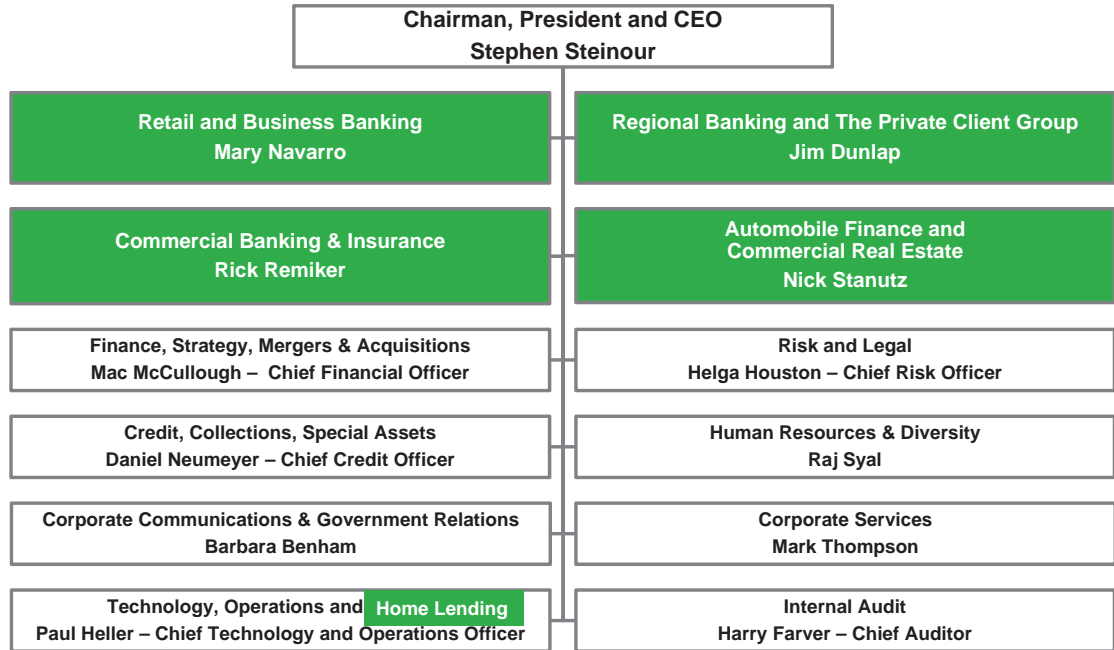 Chairman, President and CEO
Stephen Steinour
Retail and Business Banking
Mary Navarro
Regional Banking and The Private Client Group
Jim Dunlap
Commercial Banking & Insurance
Rick Remiker
Automobile Finance and
Commercial Real Estate
Nick Stanutz
Finance, Strategy, Mergers & Acquisitions
Mac McCullough – Chief Financial Officer
Risk and Legal
Helga Houston – Chief Risk Officer
Credit, Collections, Special Assets
Daniel Neumeyer – Chief Credit Officer
Human Resources & Diversity
Raj Syal
Corporate Communications & Government Relations
Barbara Benham
Corporate Services
Mark Thompson
Technology, Operations and Home Lending
Paul Heller – Chief Technology and Operations Officer
Internal Audit
Harry Farver – Chief Auditor